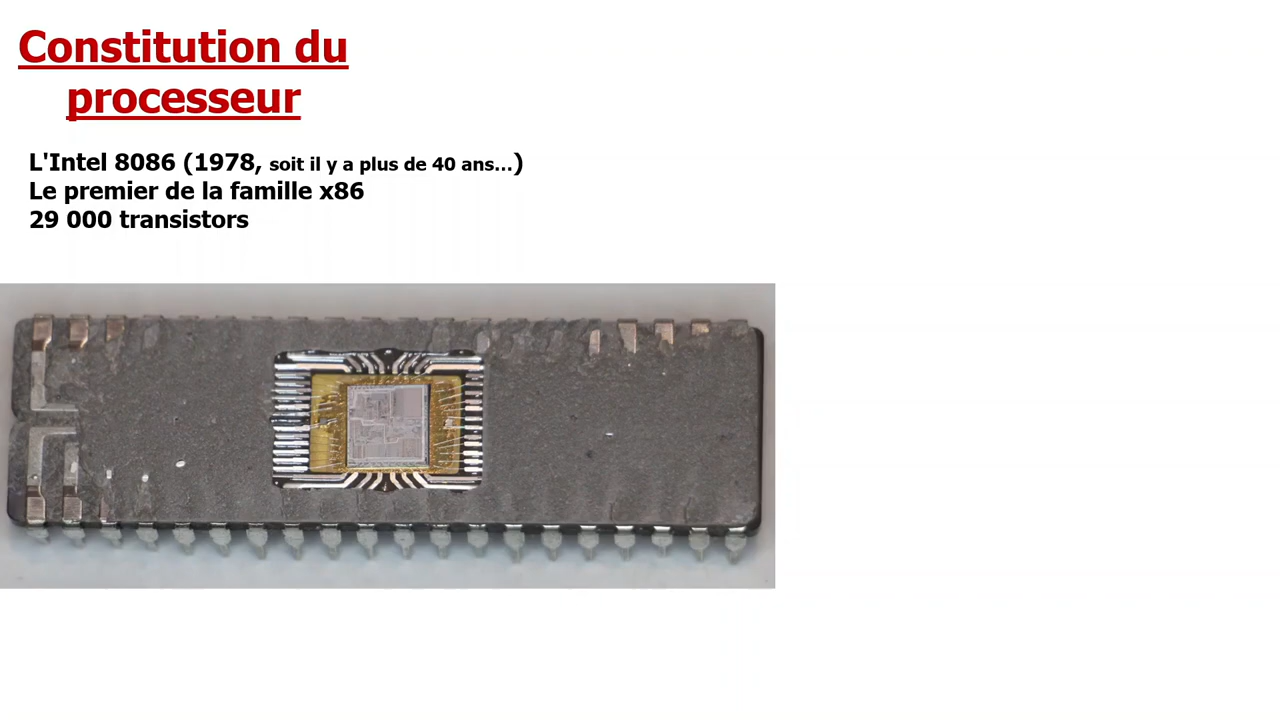 Constitution du
processeur
L'Intel 8086 (1978, soit il y a plus de 40 ans...)
Le premier de la famille x86
29 000 transistors